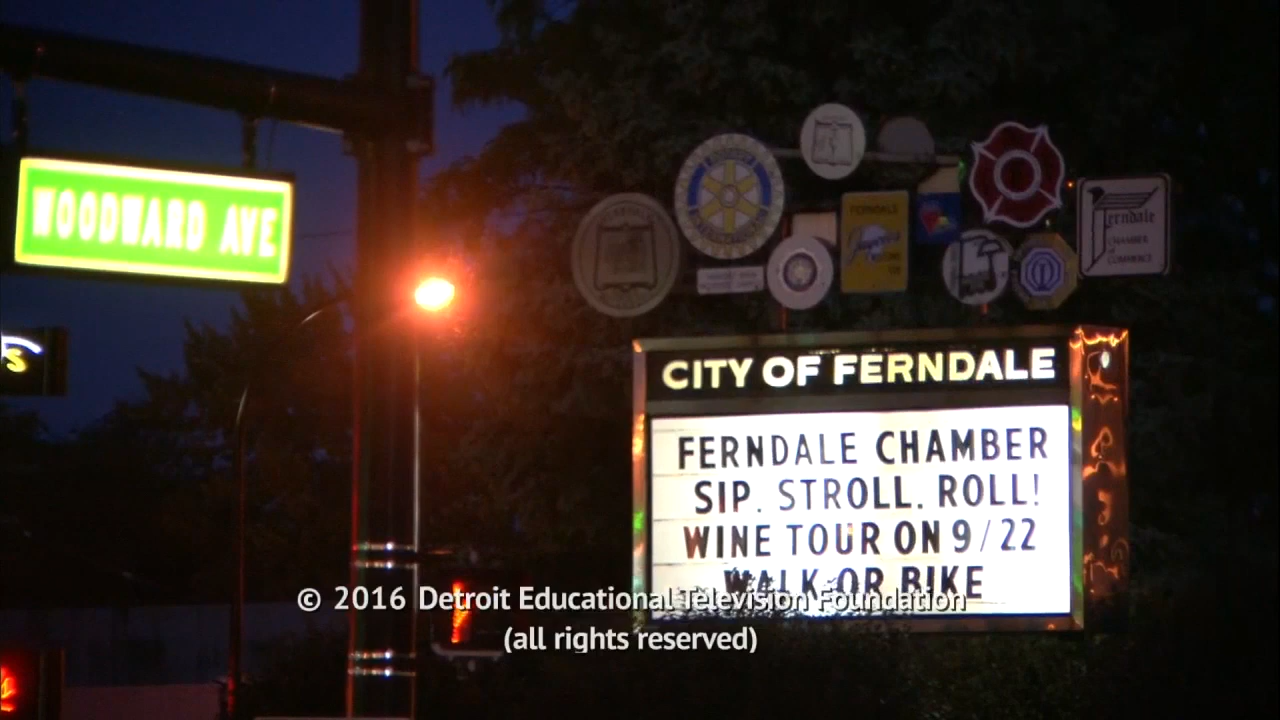 WOODWARD AVE
S
Ferndale
CHAMBER
OF
COMMERCE
CITY OF FERNDALE
FERNDALE CHAMBER
SIP. STROLL. ROLL!
WINE TOUR ON 9/22
WALK OR BIKE
© 2016 Detroit Educational Television Foundation
(all rights reserved)